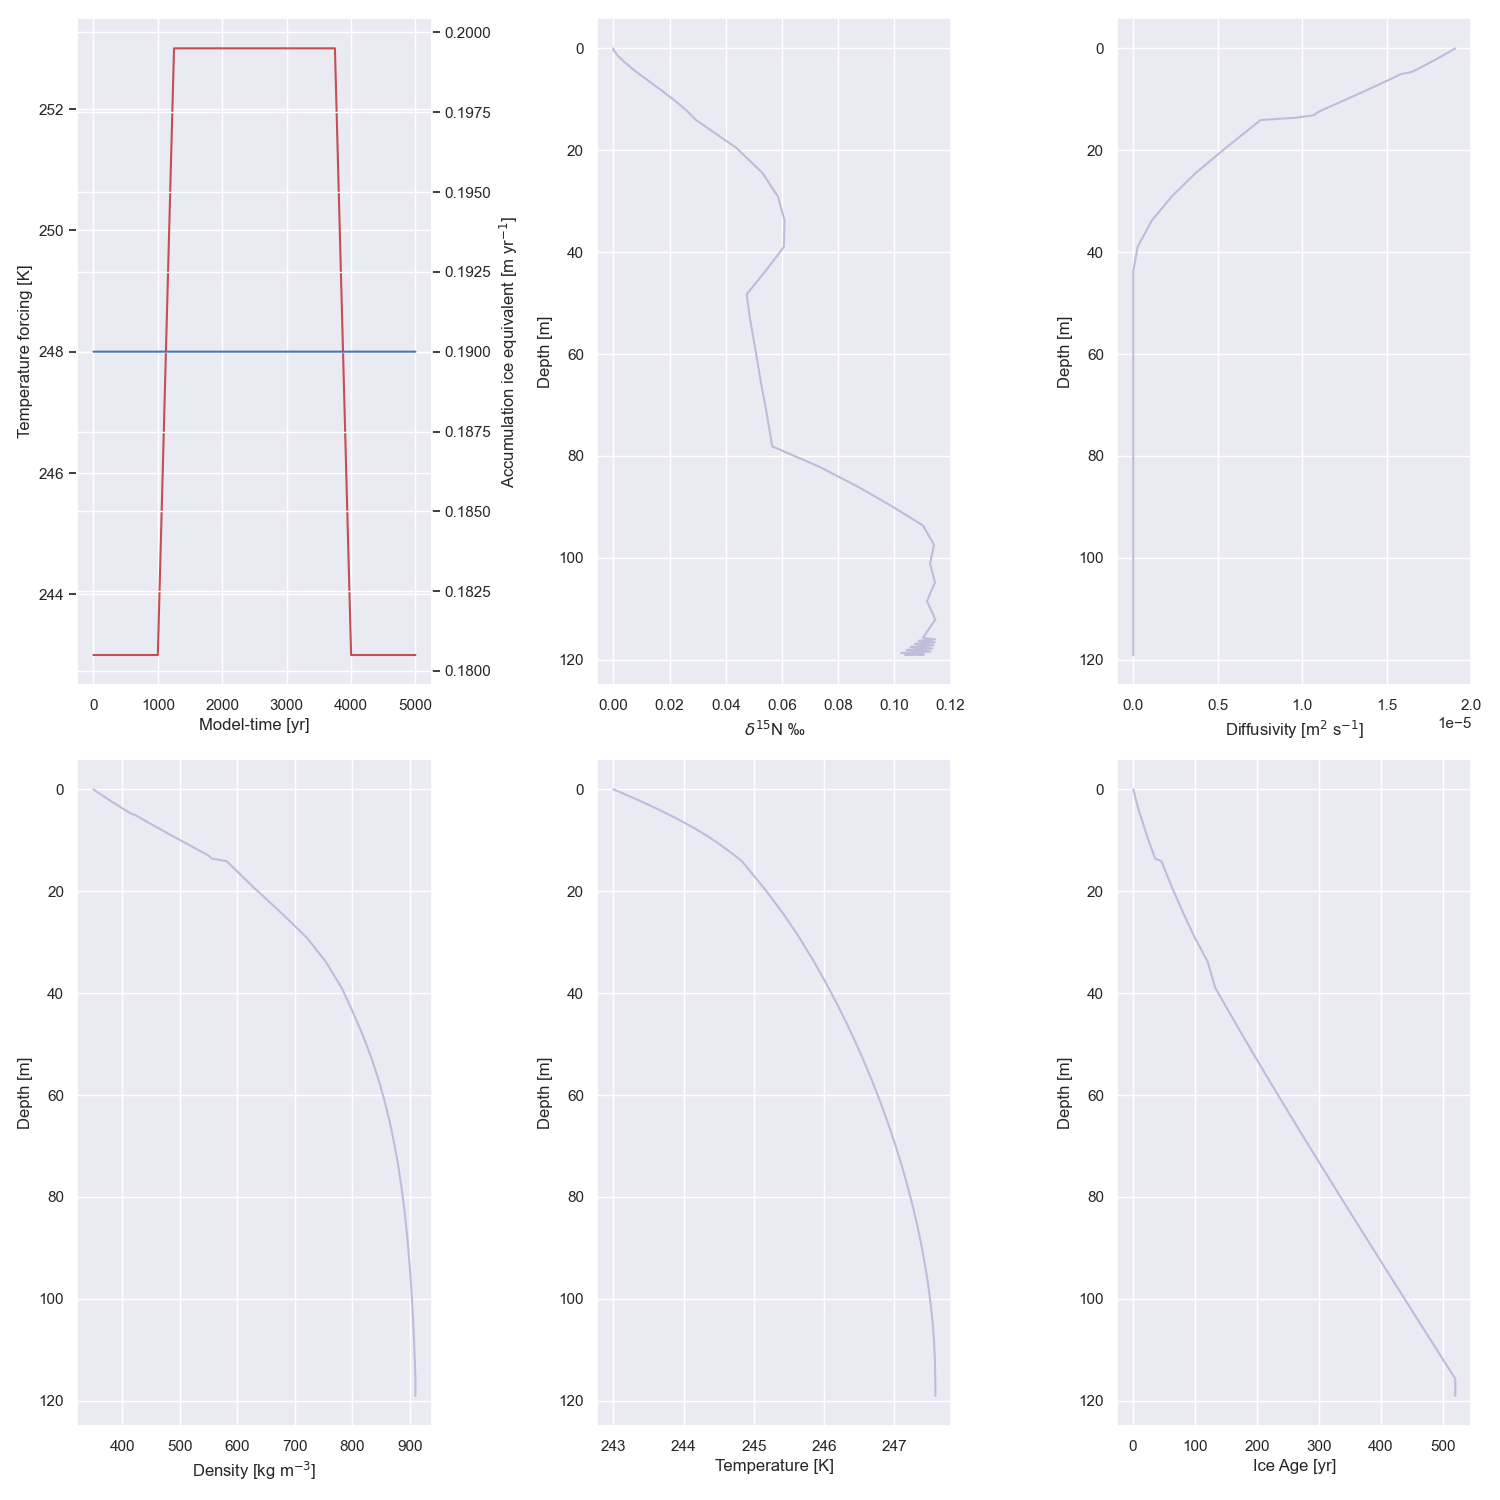 Temperature forcing [K]
252
250
248
246
244
0 1000 2000 3000 4000 5000
Model-time [yr]
0.2000
0.1975
0.1950
0.1925
0.1900
0.1875
0.1850
0.1825
0.1800
Accumulation ice equivalent [m yr⁻¹]
Depth [m]
0
20
40
60
80
100
120
0.00 0.02 0.04 0.06 0.08 0.10 0.12
δ¹⁵N ‰
Depth [m]
0
20
40
60
80
100
120
0.0 0.5 1.0 1.5 2.0
1e−5
Diffusivity [m² s⁻¹]
Depth [m]
0
20
40
60
80
100
120
400 500 600 700 800 900
Density [kg m⁻³]
Depth [m]
0
20
40
60
80
100
120
243 244 245 246 247
Temperature [K]
Depth [m]
0
20
40
60
80
100
120
0 100 200 300 400 500
Ice Age [yr]